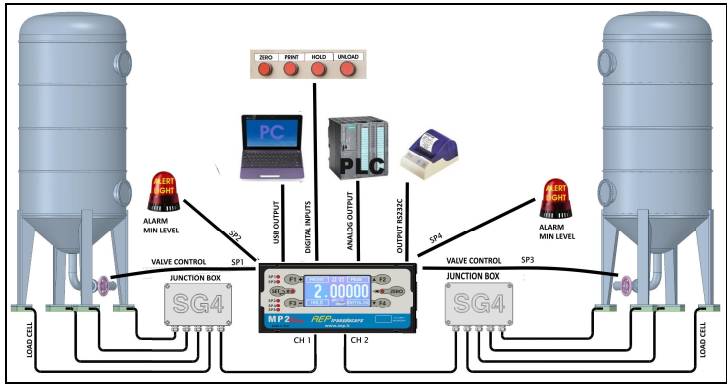 ZERO PRINT HOLD UNLOAD
PC
PLC
ALERT
LIGHT
ALARM
MIN LEVEL
USB OUTPUT
DIGITAL INPUTS
ANALOG OUTPUT
OUTPUT RS232C
ALERT
LIGHT
ALARM
MIN LEVEL
SP2
SP4
VALVE CONTROL SP1
VALVE CONTROL SP3
JUNCTION BOX
JUNCTION BOX
SG4
SG4
F1
F2
SET
2.00000
ZERO
F3
HOLD
F4
MP2
AEP transducers
www.aep.it
LOAD CELL
CH 1
CH 2
LOAD CELL